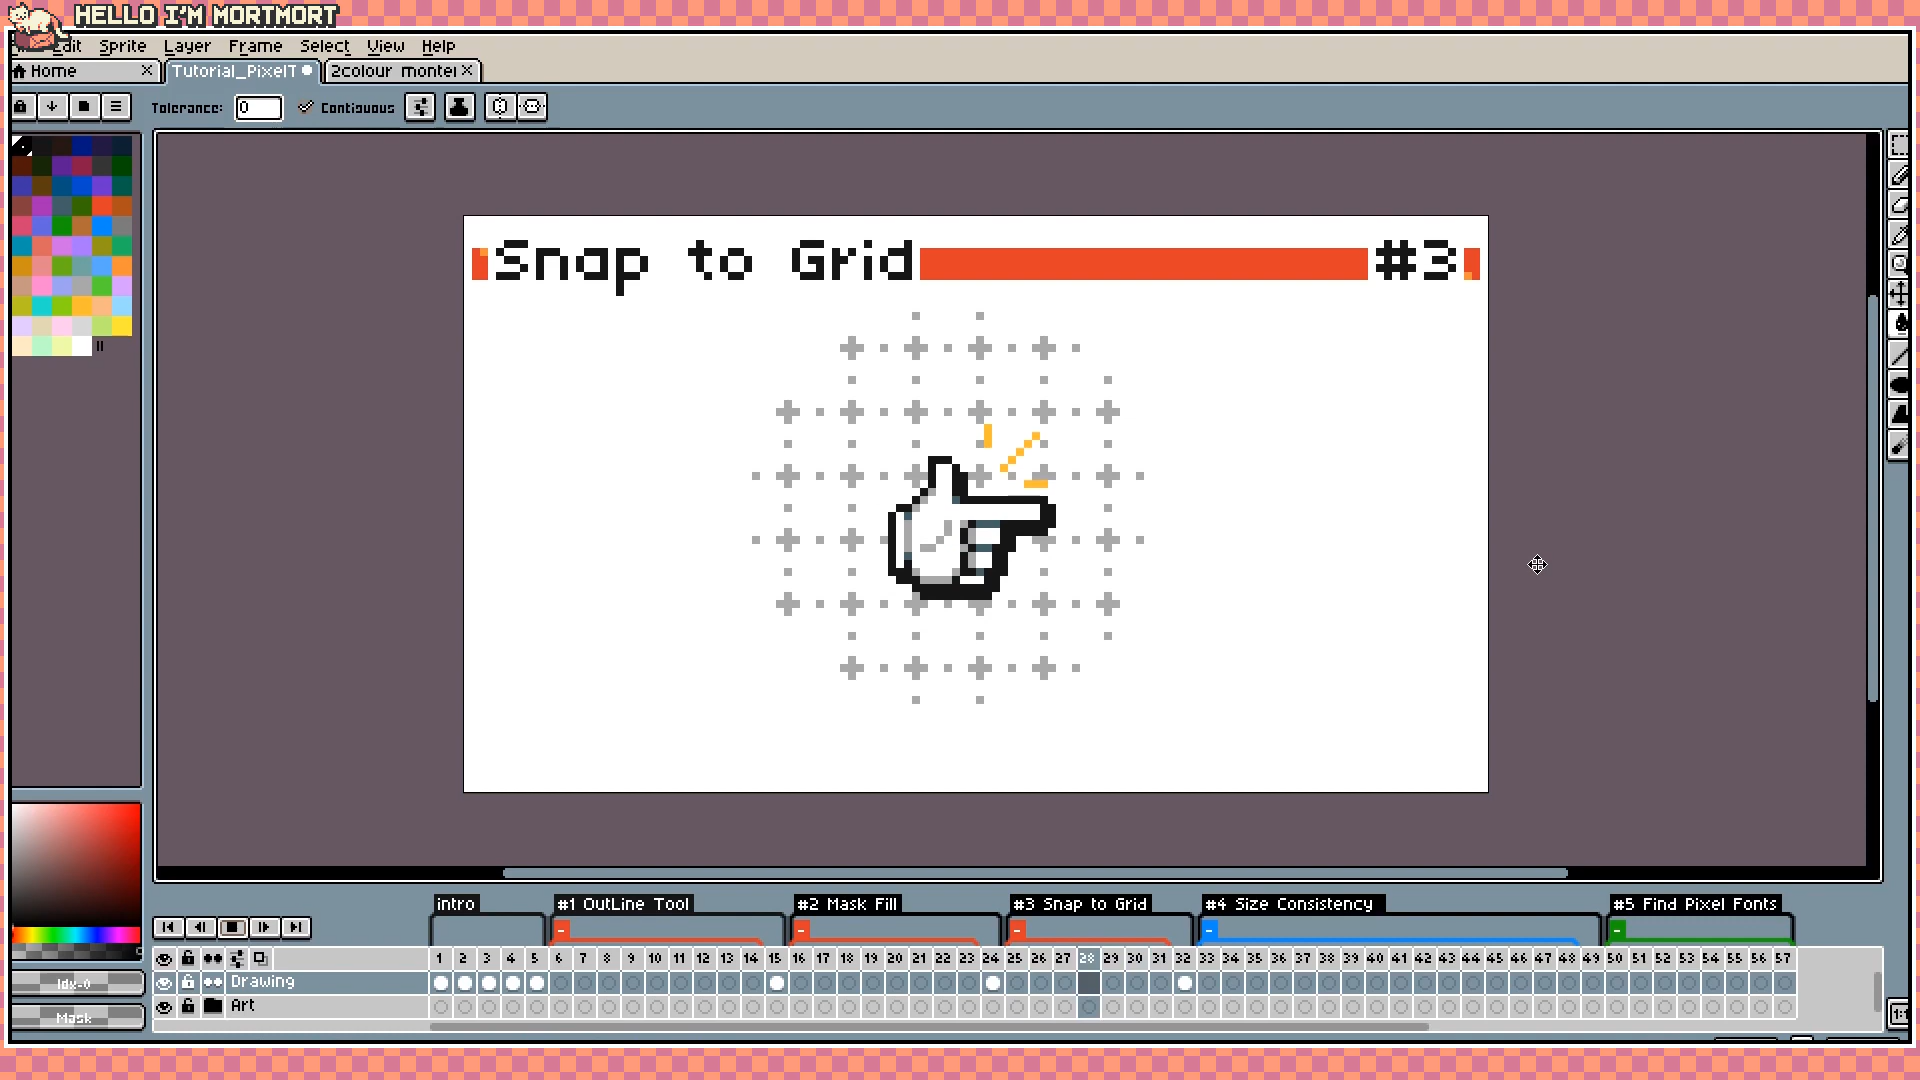 HELLO I'M MORTMORT
Edit Sprite Layer Frame Select View Help
Home Tutorial_PixelT 2colour montei
Tolerance: 0 Contiguous
Snap to Grid #3
intro #1 OutLine Tool #2 Mask Fill #3 Snap to Grid #4 Size Consistency #5 Find Pixel Fonts
1 2 3 4 5 6 7 8 9 10 11 12 13 14 15 16 17 18 19 20 21 22 23 24 25 26 27 28 29 30 31 32 33 34 35 36 37 38 39 40 41 42 43 44 45 46 47 48 49 50 51 52 53 54 55 56 57
Idx-0 Drawing
Mask Art
1:1